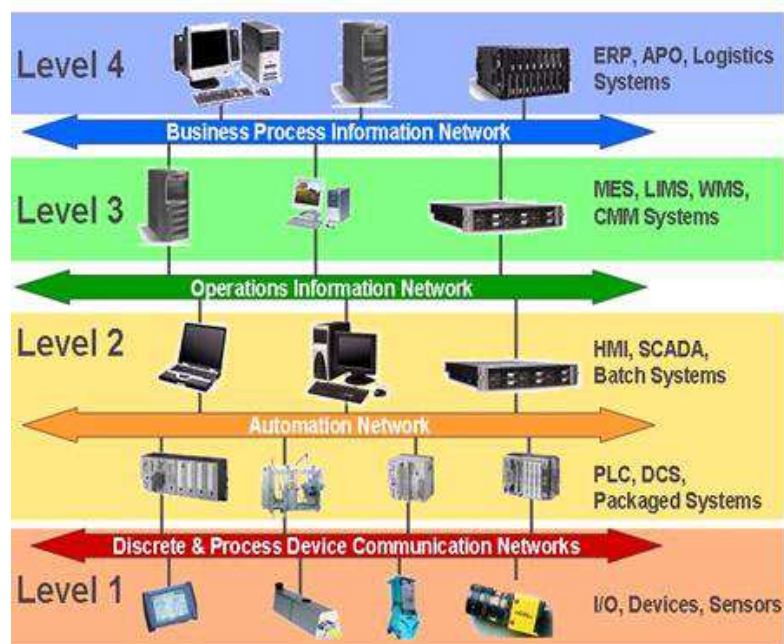 Level 4
ERP, APO, Logistics
Systems
Business Process Information Network
Level 3
MES, LIMS, WMS,
CMM Systems
Operations Information Network
Level 2
HMI, SCADA,
Batch Systems
Automation Network
PLC, DCS,
Packaged Systems
Discrete & Process Device Communication Networks
Level 1
I/O, Devices, Sensors